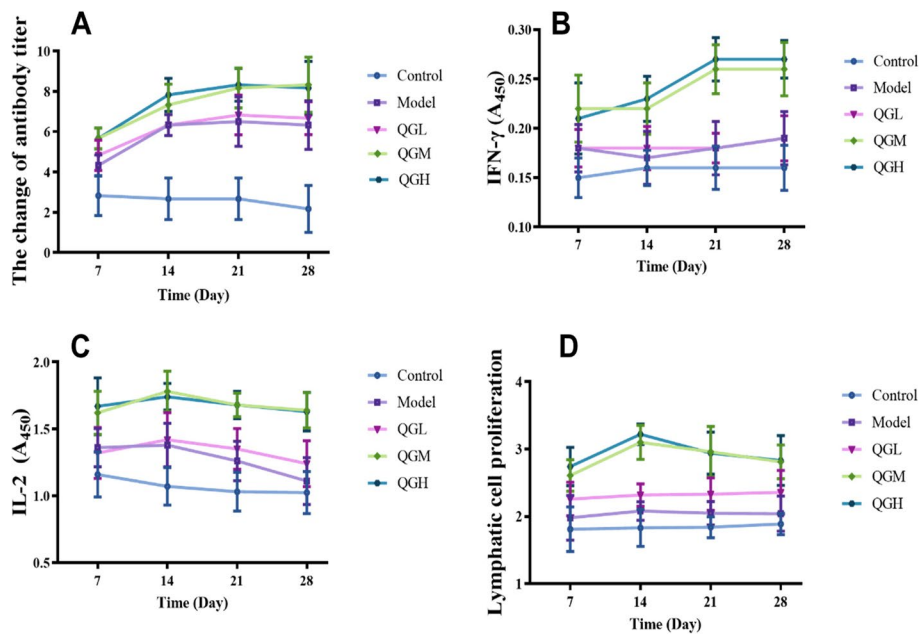 A
The change of antibody titer
10
8
6
4
2
0
7 14 21 28
Time (Day)
Control
Model
QGL
QGM
QGH
B
IFN-γ (A450)
0.30
0.25
0.20
0.15
0.10
7 14 21 28
Time (Day)
Control
Model
QGL
QGM
QGH
C
IL-2 (A450)
2.0
1.5
1.0
0.5
7 14 21 28
Time (Day)
Control
Model
QGL
QGM
QGH
D
Lymphatic cell proliferation
4
3
2
1
7 14 21 28
Time (Day)
Control
Model
QGL
QGM
QGH